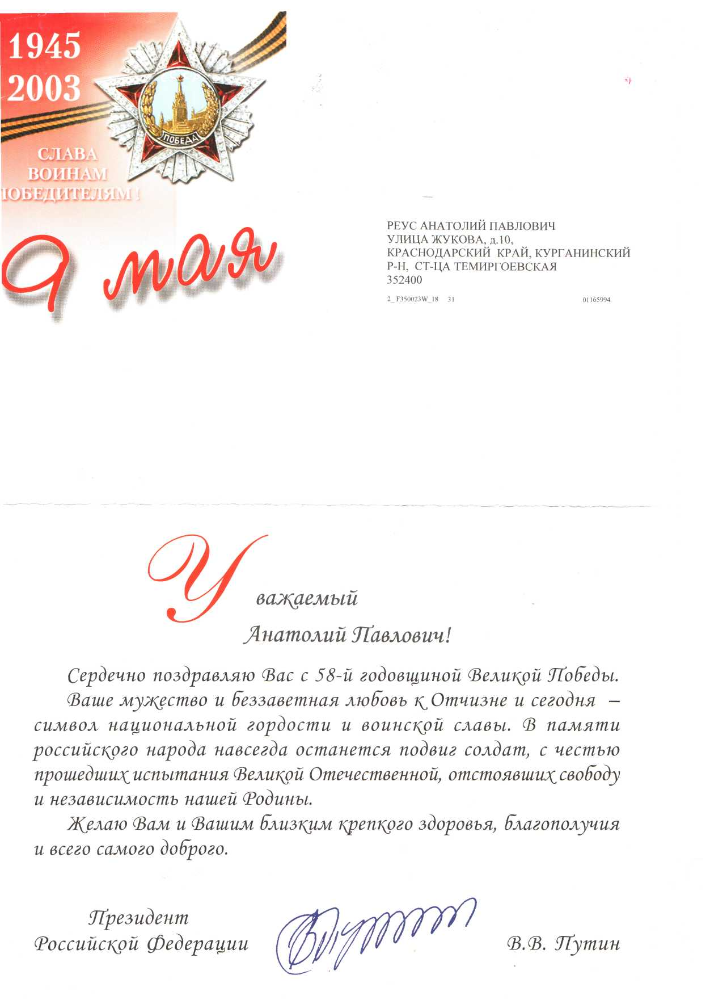 1945
2003
ПОБЕДА
СЛАВА
ВОИНАМ
ПОБЕДИТЕЛЯМ!
9 мая
РЕУС АНАТОЛИЙ ПАВЛОВИЧ
УЛИЦА ЖУКОВА, д.10,
КРАСНОДАРСКИЙ КРАЙ, КУРГАНИНСКИЙ
Р-Н, СТ-ЦА ТЕМИРГОЕВСКАЯ
352400
2_F350023W_18 31 01165994
Уважаемый
Анатолий Павлович!
Сердечно поздравляю Вас с 58-й годовщиной Великой Победы.
Ваше мужество и беззаветная любовь к Отчизне и сегодня –
символ национальной гордости и воинской славы. В памяти
российского народа навсегда останется подвиг солдат, с честью
прошедших испытания Великой Отечественной, отстоявших свободу
и независимость нашей Родины.
Желаю Вам и Вашим близким крепкого здоровья, благополучия
и всего самого доброго.
Президент
Российской Федерации В.В. Путин